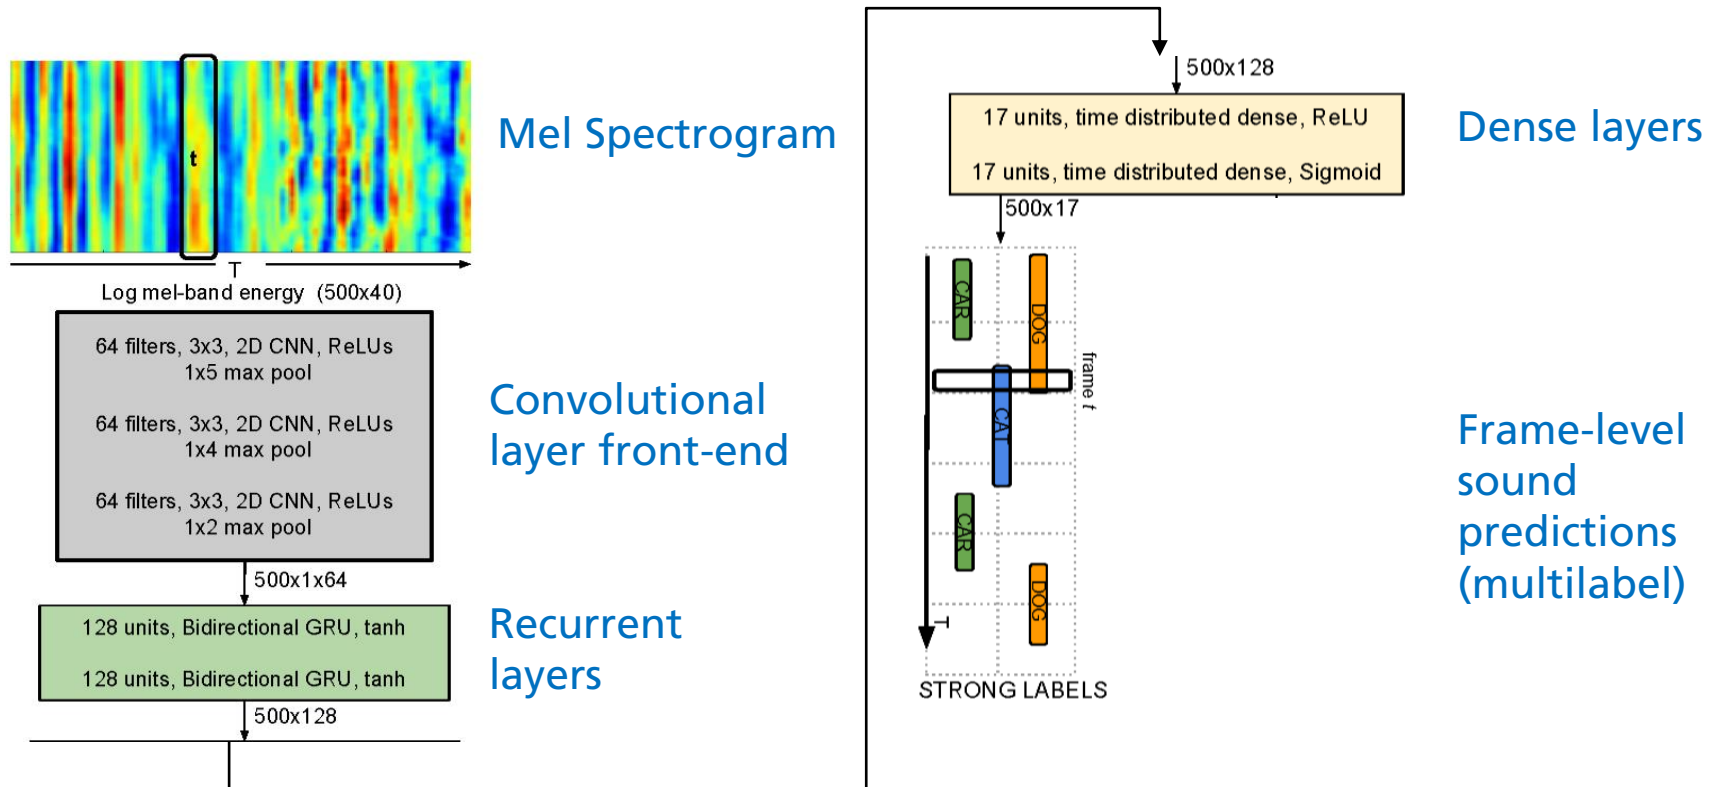 t
Mel Spectrogram
T
Log mel-band energy (500x40)
64 filters, 3x3, 2D CNN, ReLUs
1x5 max pool
64 filters, 3x3, 2D CNN, ReLUs
1x4 max pool
64 filters, 3x3, 2D CNN, ReLUs
1x2 max pool
Convolutional
layer front-end
500x1x64
128 units, Bidirectional GRU, tanh
128 units, Bidirectional GRU, tanh
Recurrent
layers
500x128
500x128
17 units, time distributed dense, ReLU
17 units, time distributed dense, Sigmoid
Dense layers
500x17
CAR
DOG
frame t
CAT
CAR
DOG
T
STRONG LABELS
Frame-level
sound
predictions
(multilabel)